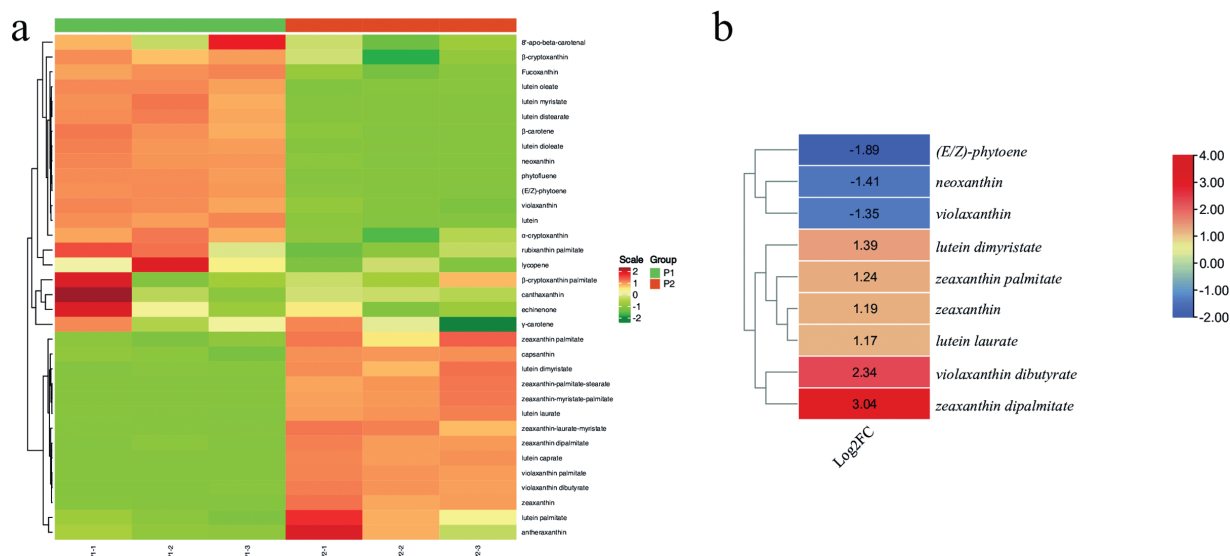 a
8'-apo-beta-carotenal
β-cryptoxanthin
Fucoxanthin
lutein oleate
lutein myristate
lutein distearate
β-carotene
lutein dioleate
neoxanthin
phytofluene
(E/Z)-phytoene
violaxanthin
lutein
α-cryptoxanthin
rubixanthin palmitate
lycopene
β-cryptoxanthin palmitate
canthaxanthin
echinenone
γ-carotene
zeaxanthin palmitate
capsanthin
lutein dimyristate
zeaxanthin-palmitate-stearate
zeaxanthin-myristate-palmitate
lutein laurate
zeaxanthin-laurate-myristate
zeaxanthin dipalmitate
lutein caprate
violaxanthin palmitate
violaxanthin dibutyrate
zeaxanthin
lutein palmitate
antheraxanthin
Scale Group
2 P1
1 P2
0
-1
-2
b
-1.89 (E/Z)-phytoene
-1.41 neoxanthin
-1.35 violaxanthin
1.39 lutein dimyristate
1.24 zeaxanthin palmitate
1.19 zeaxanthin
1.17 lutein laurate
2.34 violaxanthin dibutyrate
3.04 zeaxanthin dipalmitate
Log2FC
4.00
3.00
2.00
1.00
0.00
-1.00
-2.00